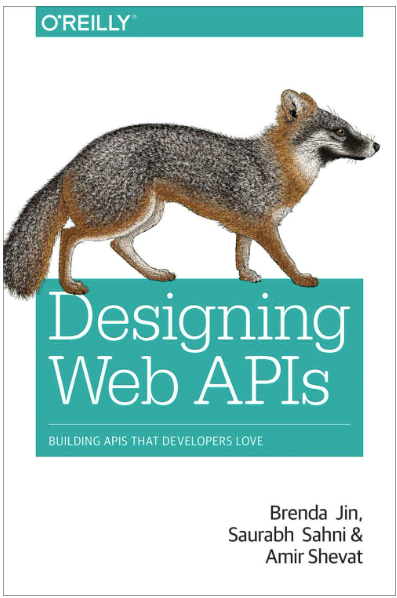 O'REILLY®
Designing
Web APIs
BUILDING APIS THAT DEVELOPERS LOVE
Brenda Jin,
Saurabh Sahni &
Amir Shevat